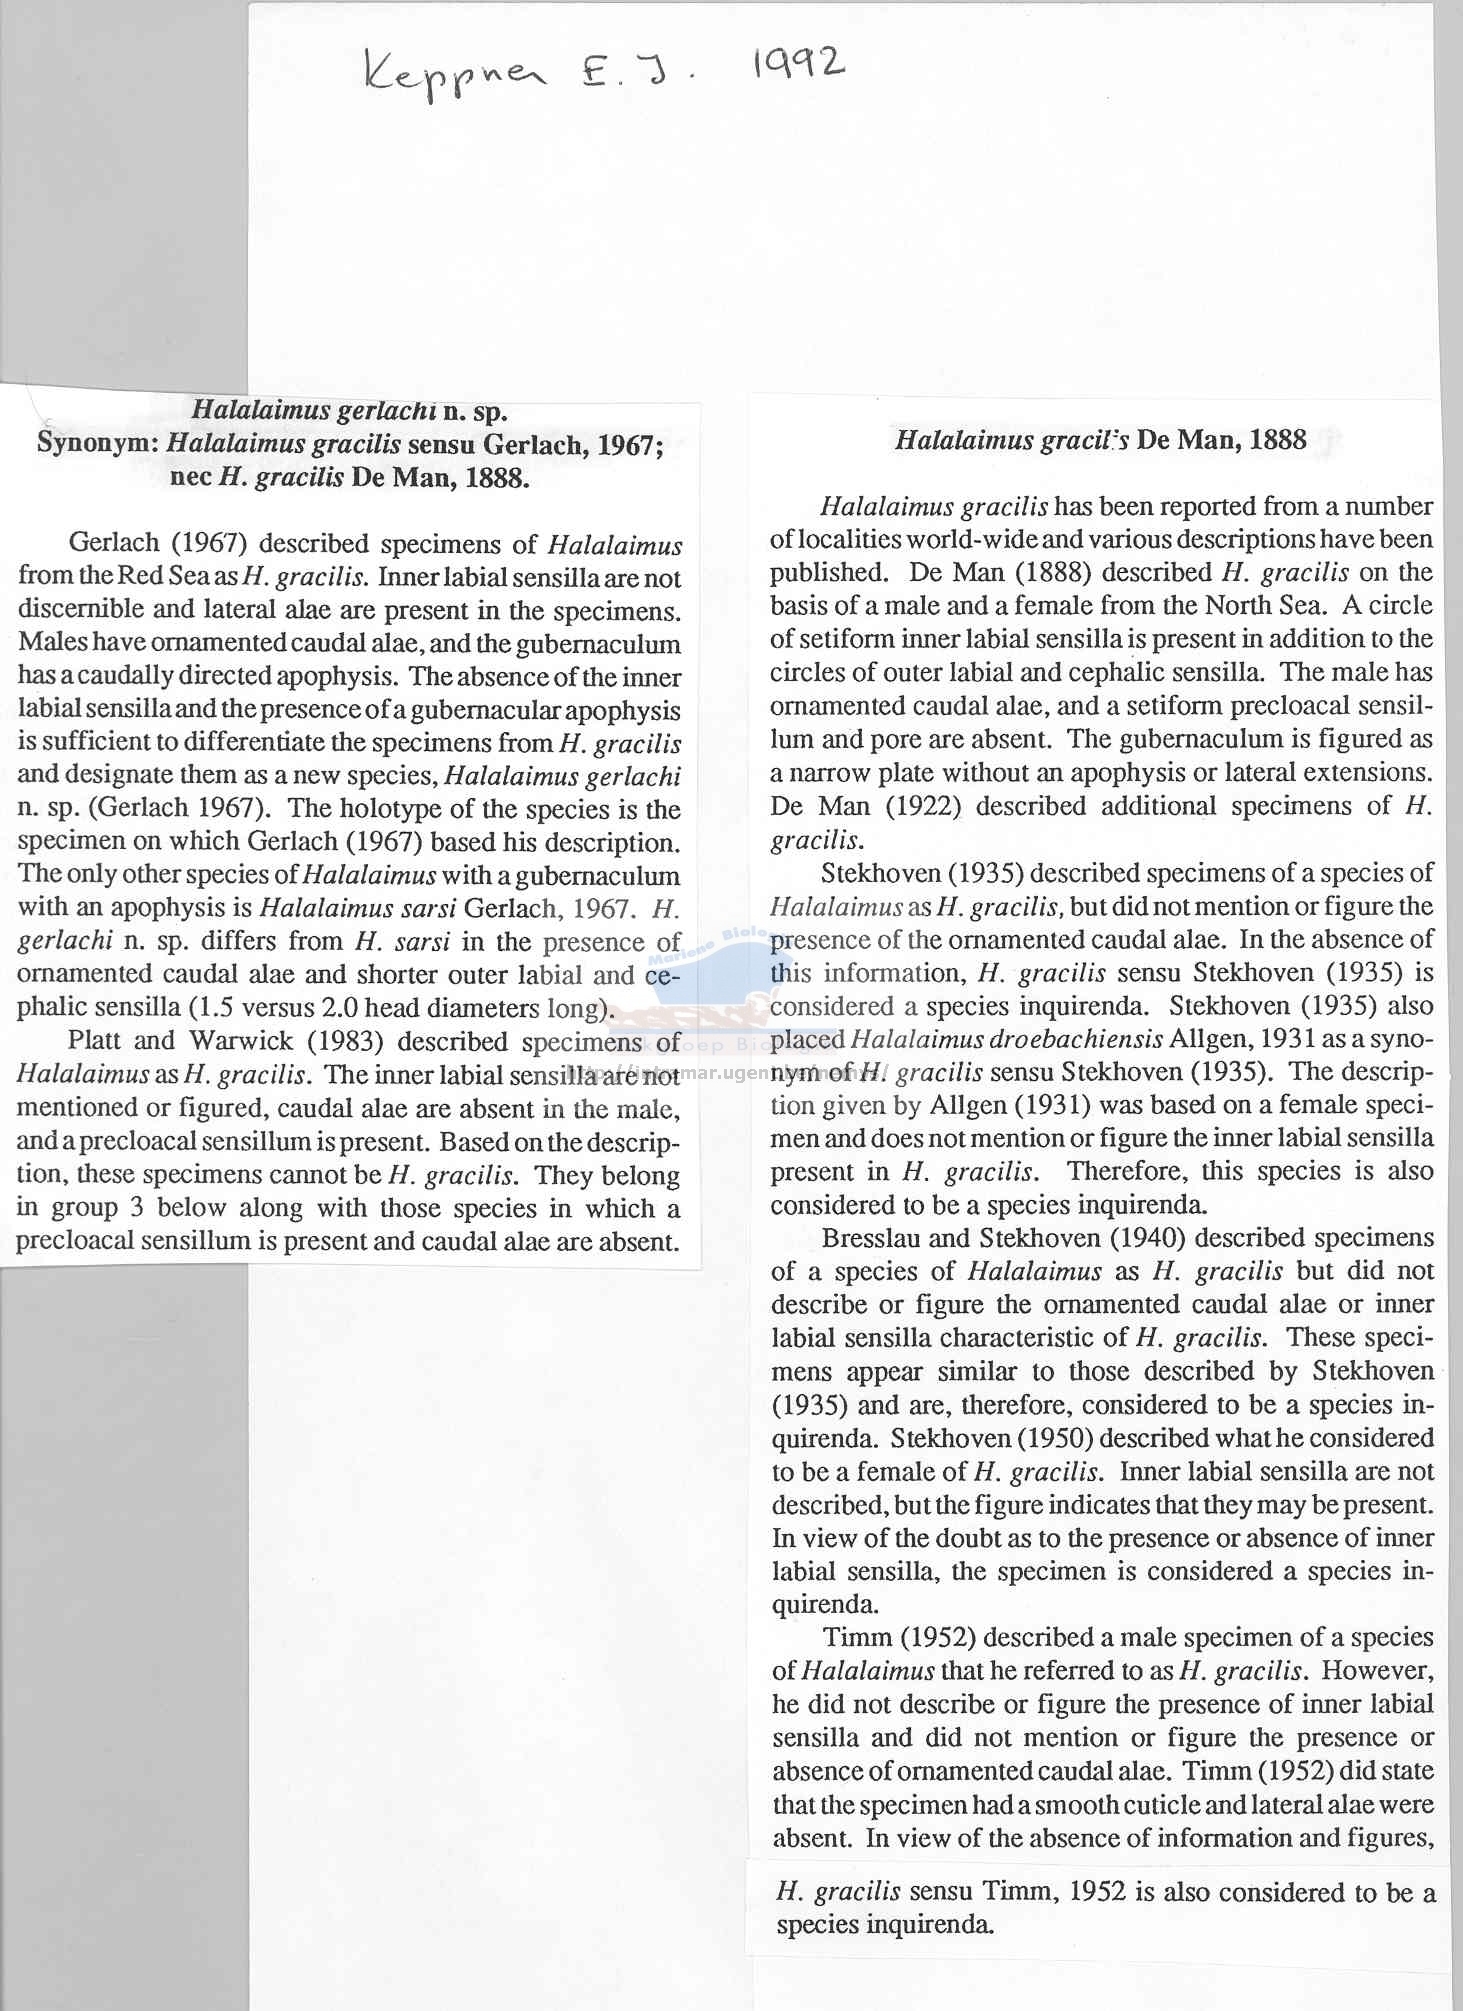 Keppner E. J. 1992
Halalaimus gerlachi n. sp.
Synonym: Halalaimus gracilis sensu Gerlach, 1967;
nec H. gracilis De Man, 1888.
Gerlach (1967) described specimens of Halalaimus
from the Red Sea as H. gracilis. Inner labial sensilla are not
discernible and lateral alae are present in the specimens.
Males have ornamented caudal alae, and the gubernaculum
has a caudally directed apophysis. The absence of the inner
labial sensilla and the presence of a gubernacular apophysis
is sufficient to differentiate the specimens from H. gracilis
and designate them as a new species, Halalaimus gerlachi
n. sp. (Gerlach 1967). The holotype of the species is the
specimen on which Gerlach (1967) based his description.
The only other species of Halalaimus with a gubernaculum
with an apophysis is Halalaimus sarsi Gerlach, 1967. H.
gerlachi n. sp. differs from H. sarsi in the presence of
ornamented caudal alae and shorter outer labial and ce-
phalic sensilla (1.5 versus 2.0 head diameters long).
Platt and Warwick (1983) described specimens of
Halalaimus as H. gracilis. The inner labial sensilla are not
mentioned or figured, caudal alae are absent in the male,
and a precloacal sensillum is present. Based on the descrip-
tion, these specimens cannot be H. gracilis. They belong
in group 3 below along with those species in which a
precloacal sensillum is present and caudal alae are absent.
Halalaimus gracilis De Man, 1888
Halalaimus gracilis has been reported from a number
of localities world-wide and various descriptions have been
published. De Man (1888) described H. gracilis on the
basis of a male and a female from the North Sea. A circle
of setiform inner labial sensilla is present in addition to the
circles of outer labial and cephalic sensilla. The male has
ornamented caudal alae, and a setiform precloacal sensil-
lum and pore are absent. The gubernaculum is figured as
a narrow plate without an apophysis or lateral extensions.
De Man (1922) described additional specimens of H.
gracilis.
Stekhoven (1935) described specimens of a species of
Halalaimus as H. gracilis, but did not mention or figure the
presence of the ornamented caudal alae. In the absence of
this information, H. gracilis sensu Stekhoven (1935) is
considered a species inquirenda. Stekhoven (1935) also
placed Halalaimus droebachiensis Allgen, 1931 as a syno-
nym of H. gracilis sensu Stekhoven (1935). The descrip-
tion given by Allgen (1931) was based on a female speci-
men and does not mention or figure the inner labial sensilla
present in H. gracilis. Therefore, this species is also
considered to be a species inquirenda.
Bresslau and Stekhoven (1940) described specimens
of a species of Halalaimus as H. gracilis but did not
describe or figure the ornamented caudal alae or inner
labial sensilla characteristic of H. gracilis. These speci-
mens appear similar to those described by Stekhoven
(1935) and are, therefore, considered to be a species in-
quirenda. Stekhoven (1950) described what he considered
to be a female of H. gracilis. Inner labial sensilla are not
described, but the figure indicates that they may be present.
In view of the doubt as to the presence or absence of inner
labial sensilla, the specimen is considered a species in-
quirenda.
Timm (1952) described a male specimen of a species
of Halalaimus that he referred to as H. gracilis. However,
he did not describe or figure the presence of inner labial
sensilla and did not mention or figure the presence or
absence of ornamented caudal alae. Timm (1952) did state
that the specimen had a smooth cuticle and lateral alae were
absent. In view of the absence of information and figures,
H. gracilis sensu Timm, 1952 is also considered to be a
species inquirenda.
Marine Biology